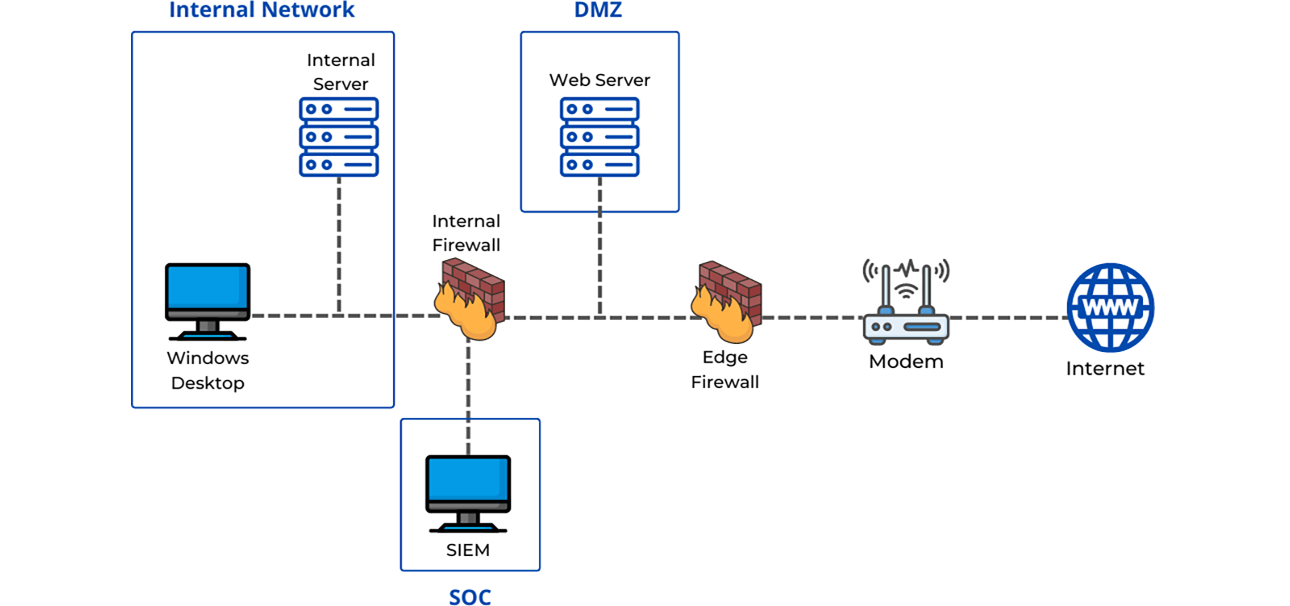 Internal Network
DMZ
Internal
Server
Web Server
Internal
Firewall
Windows
Desktop
Edge
Firewall
Modem
WWW
Internet
SIEM
SOC